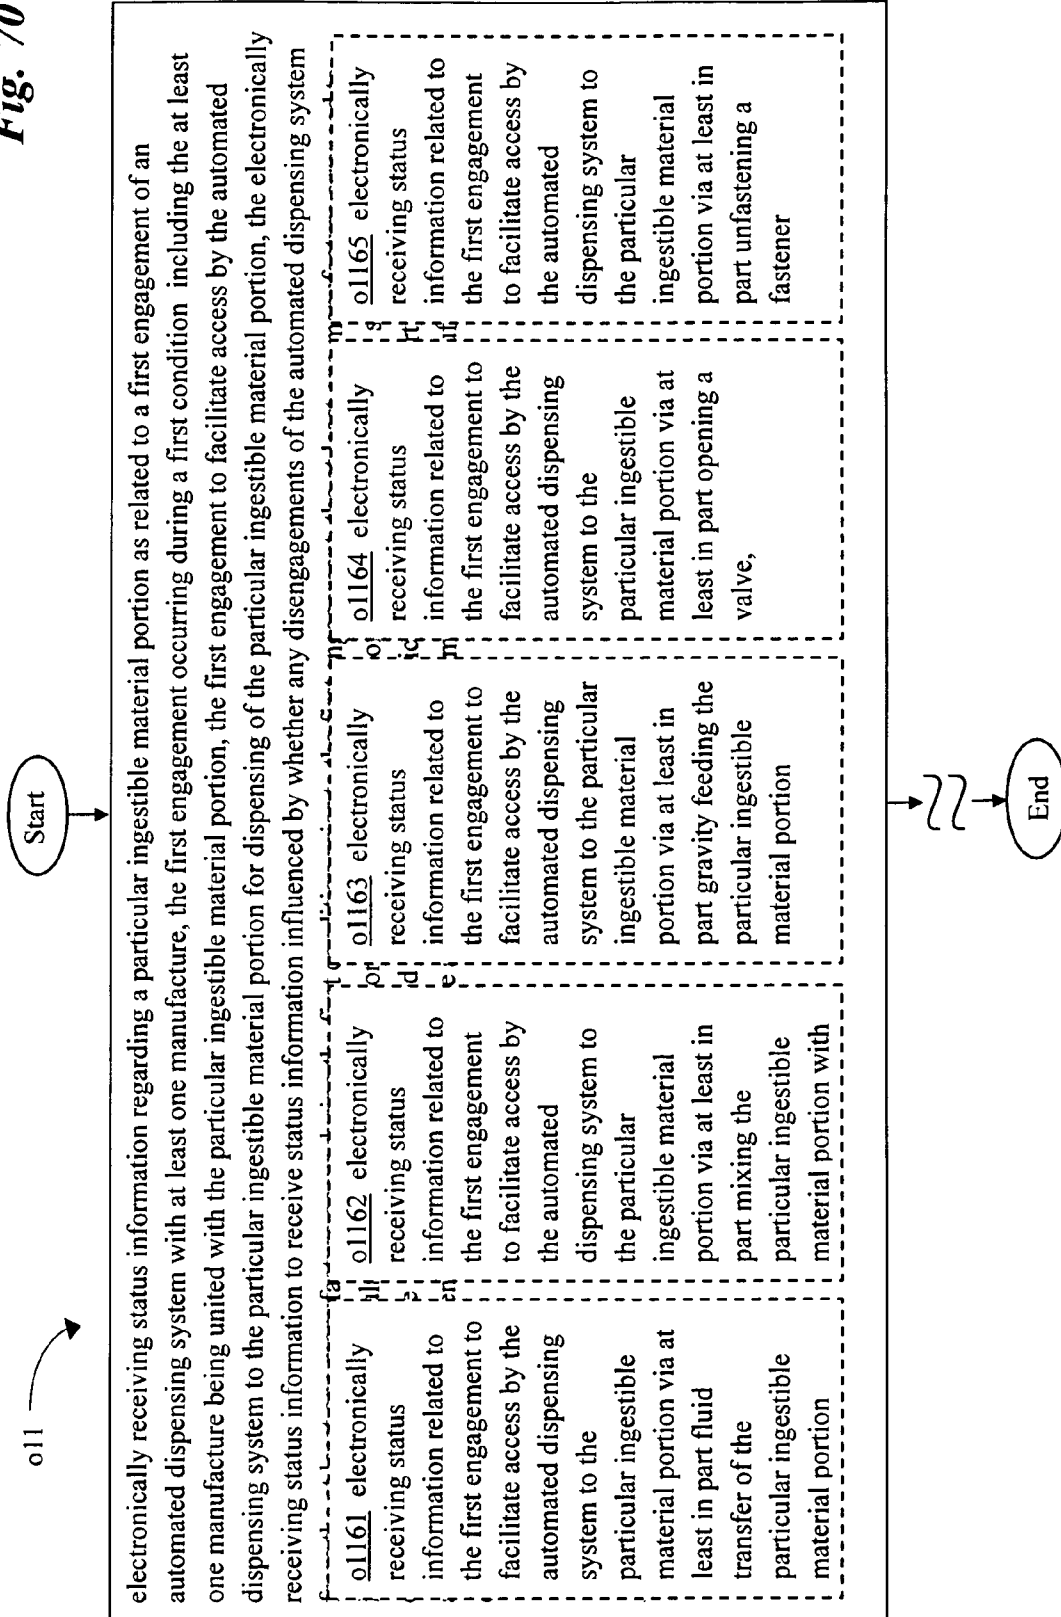 Fig. 70
o11
Start
electronically receiving status information regarding a particular ingestible material portion as related to a first engagement of an
automated dispensing system with at least one manufacture, the first engagement occurring during a first condition including the at least
one manufacture being united with the particular ingestible material portion, the first engagement to facilitate access by the automated
dispensing system to the particular ingestible material portion for dispensing of the particular ingestible material portion, the electronically
receiving status information to receive status information influenced by whether any disengagements of the automated dispensing system
o1161 electronically
receiving status
information related to
the first engagement to
facilitate access by the
automated dispensing
system to the
particular ingestible
material portion via at
least in part fluid
transfer of the
particular ingestible
material portion
o1162 electronically
receiving status
information related to
the first engagement
to facilitate access by
the automated
dispensing system to
the particular
ingestible material
portion via at least in
part mixing the
particular ingestible
material portion with
o1163 electronically
receiving status
information related to
the first engagement to
facilitate access by the
automated dispensing
system to the particular
ingestible material
portion via at least in
part gravity feeding the
particular ingestible
material portion
o1164 electronically
receiving status
information related to
the first engagement to
facilitate access by the
automated dispensing
system to the
particular ingestible
material portion via at
least in part opening a
valve,
o1165 electronically
receiving status
information related to
the first engagement
to facilitate access by
the automated
dispensing system to
the particular
ingestible material
portion via at least in
part unfastening a
fastener
End